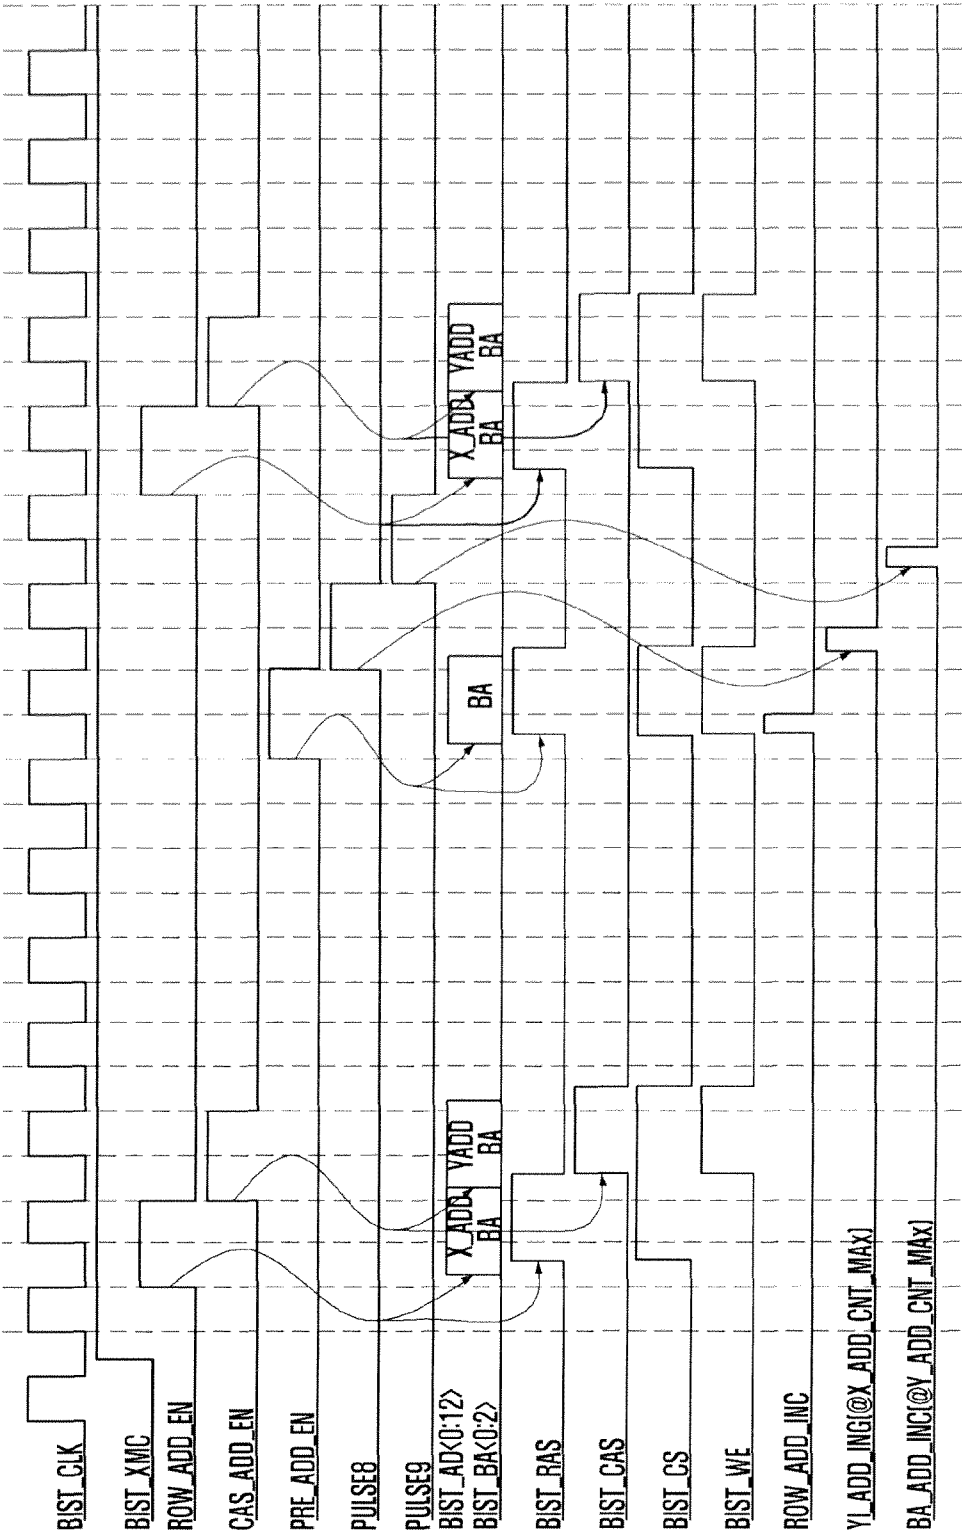 BIST_CLK
BIST_XMC
ROW_ADD_EN
CAS_ADD_EN
PRE_ADD_EN
PULSE8
PULSE9
BIST_AD<0:12>
BIST_BA<0:2>
X_ADD
BA
YADD
BA
BA
X_ADD
BA
YADD
BA
BIST_RAS
BIST_CAS
BIST_CS
BIST_WE
ROW_ADD_INC
YI_ADD_ING(@X_ADD_CNT_MAx)
BA_ADD_INC(@Y_ADD_CNT_MAx)